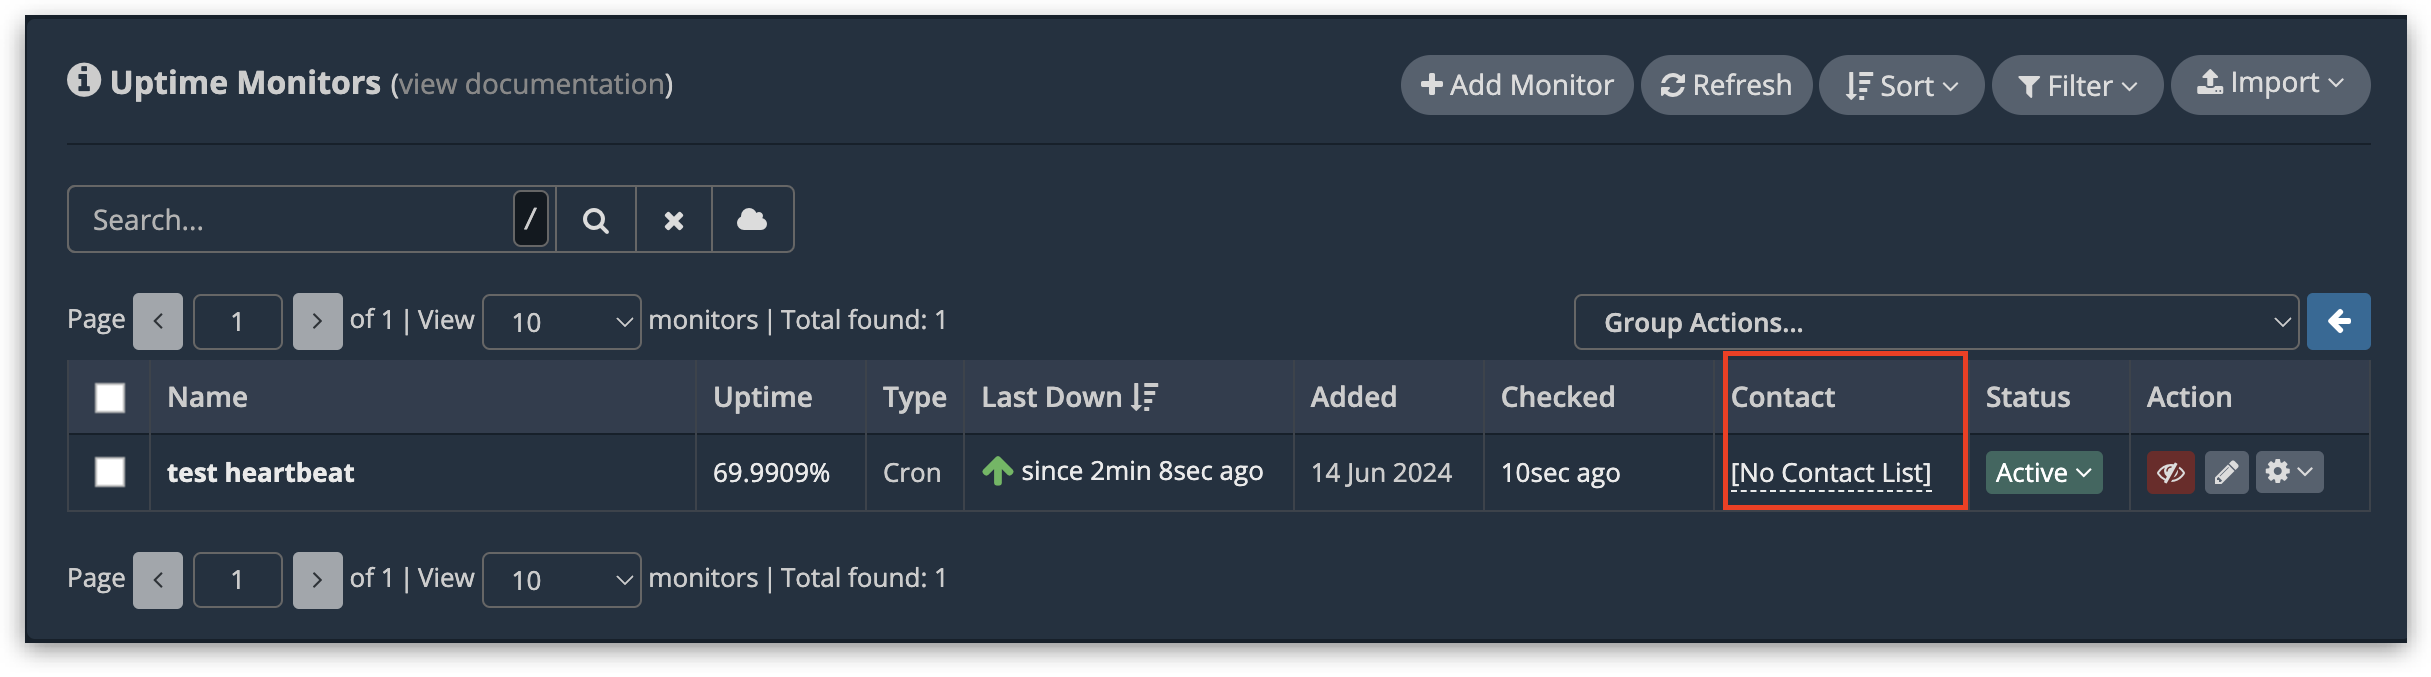 Uptime Monitors (view documentation)
Add Monitor
Refresh
Sort
Filter
Import
Search...
/
Page 1 of 1 | View 10 monitors | Total found: 1
Group Actions...
Name Uptime Type Last Down Added Checked Contact Status Action
test heartbeat 69.9909% Cron since 2min 8sec ago 14 Jun 2024 10sec ago [No Contact List] Active
Page 1 of 1 | View 10 monitors | Total found: 1